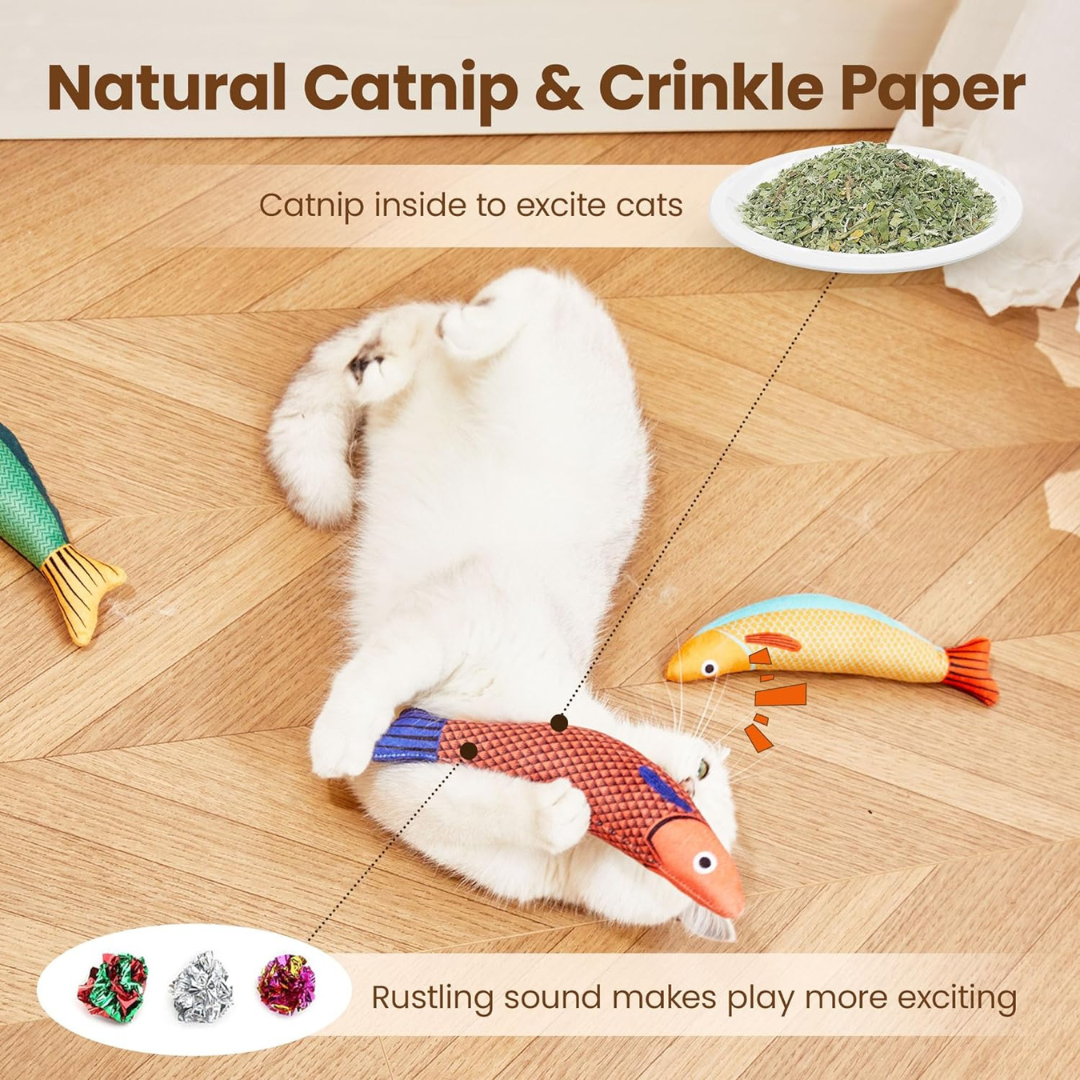 Natural Catnip & Crinkle Paper
Catnip inside to excite cats
Rustling sound makes play more exciting